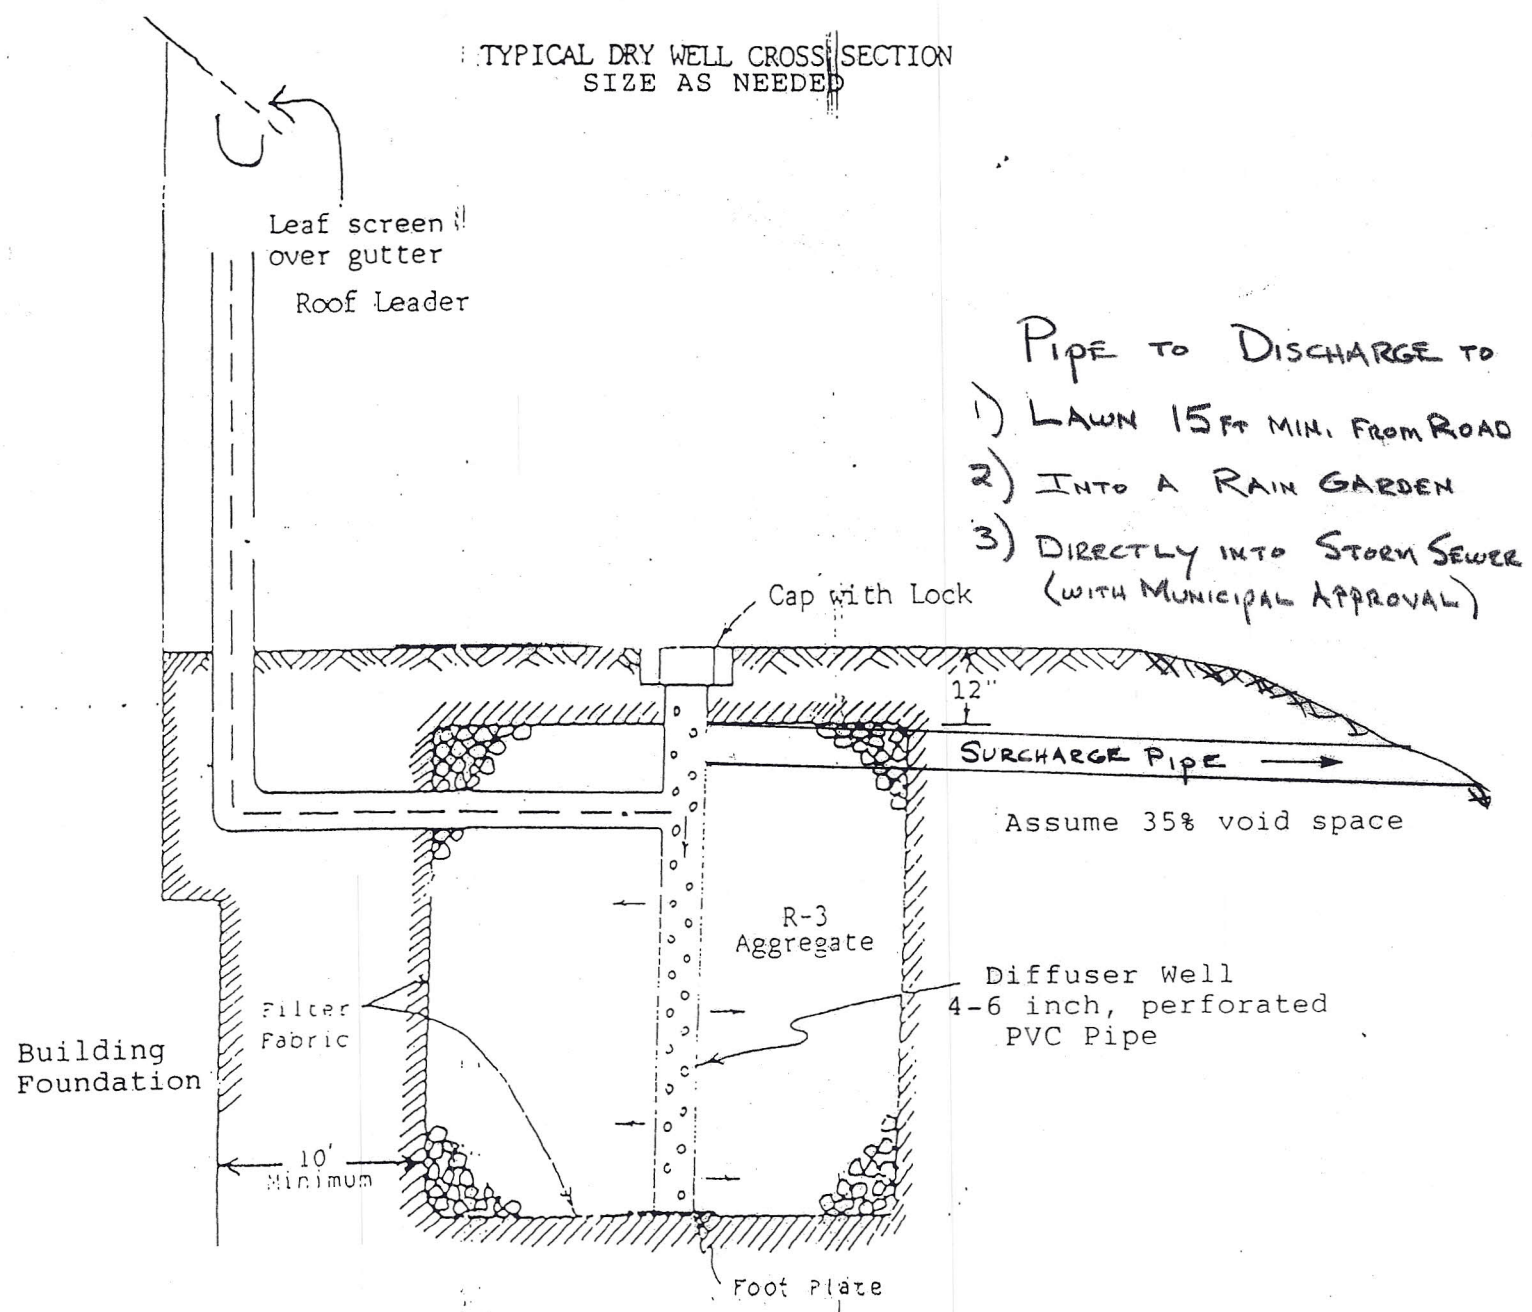 TYPICAL DRY WELL CROSS SECTION
SIZE AS NEEDED
Leaf screen
over gutter
Roof Leader
PIPE TO DISCHARGE TO
1) LAWN 15 FT MIN. FROM ROAD
2) INTO A RAIN GARDEN
3) DIRECTLY INTO STORM SEWER
(WITH MUNICIPAL APPROVAL)
Cap with Lock
12"
SURCHARGE PIPE
Assume 35% void space
R-3
Aggregate
Diffuser Well
4-6 inch, perforated
PVC Pipe
Filter
Fabric
Building
Foundation
10'
Minimum
Foot Plate